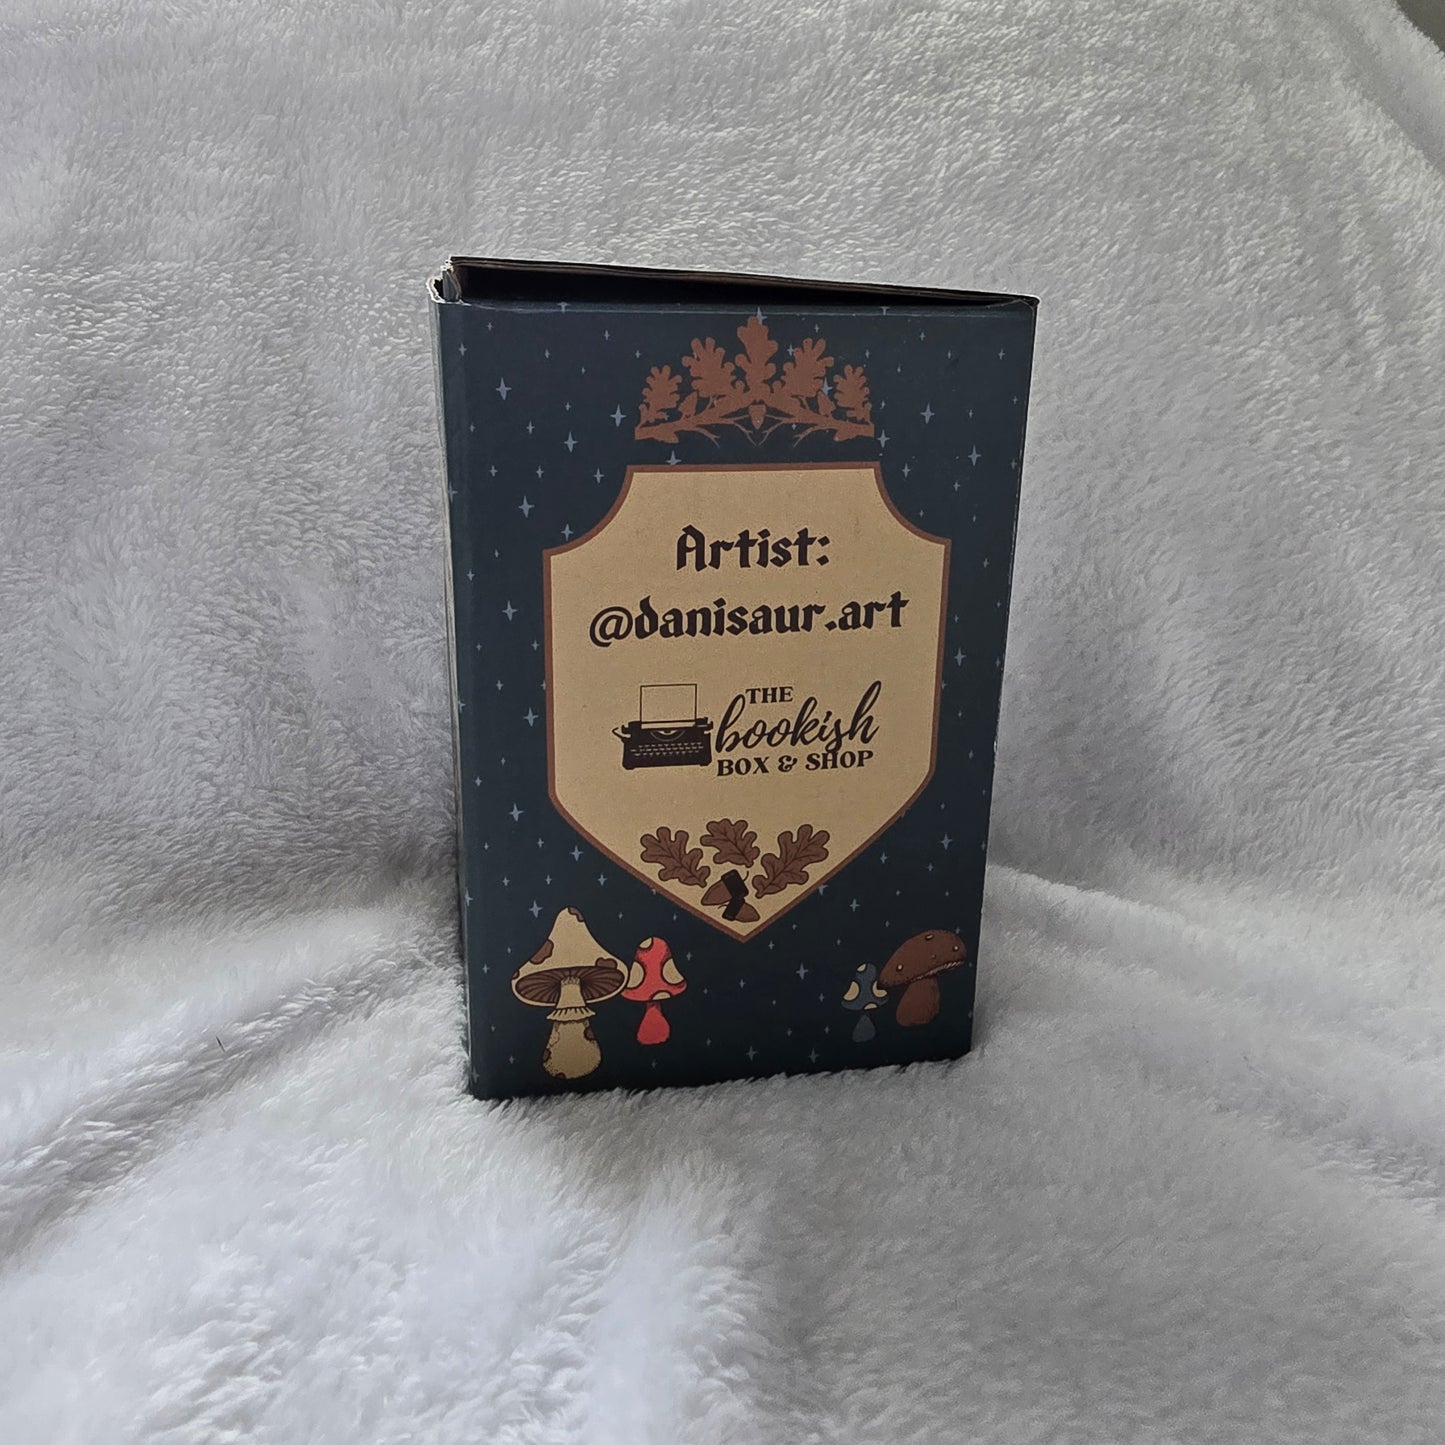 Artist:
@danisaur.art
THE
bookish
BOX & SHOP